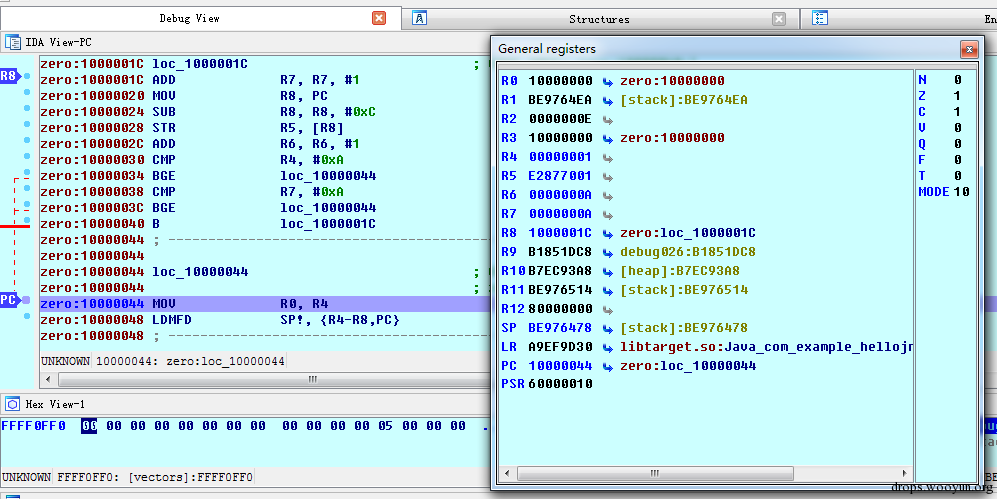 Debug View
Structures
En
IDA View-PC
zero:1000001C loc_1000001C ;
zero:1000001C ADD R7, R7, #1
zero:10000020 MOV R8, PC
zero:10000024 SUB R8, R8, #0xC
zero:10000028 STR R5, [R8]
zero:1000002C ADD R6, R6, #1
zero:10000030 CMP R4, #0xA
zero:10000034 BGE loc_10000044
zero:10000038 CMP R7, #0xA
zero:1000003C BGE loc_10000044
zero:10000040 B loc_1000001C
zero:10000044 ; ---------------------------------------
zero:10000044
zero:10000044 loc_10000044 ;
zero:10000044 ;
zero:10000044 MOV R0, R4
zero:10000048 LDMFD SP!, {R4-R8,PC}
zero:10000048 ; ---------------------------------------
R8
PC
UNKNOWN 10000044: zero:loc_10000044
Hex View-1
FFFF0FF0 00 00 00 00 00 00 00 00 00 00 00 00 05 00 00 00 .
UNKNOWN FFFF0FF0: [vectors]:FFFF0FF0
General registers
R0 10000000 zero:10000000
R1 BE9764EA [stack]:BE9764EA
R2 0000000E
R3 10000000 zero:10000000
R4 00000001
R5 E2877001
R6 0000000A
R7 0000000A
R8 1000001C zero:loc_1000001C
R9 B1851DC8 debug026:B1851DC8
R10 B7EC93A8 [heap]:B7EC93A8
R11 BE976514 [stack]:BE976514
R12 80000000
SP BE976478 [stack]:BE976478
LR A9EF9D30 libtarget.so:Java_com_example_hellojn
PC 10000044 zero:loc_10000044
PSR 60000010
N 0
Z 1
C 1
V 0
Q 0
F 0
T 0
MODE 10
drops.wooyun.org